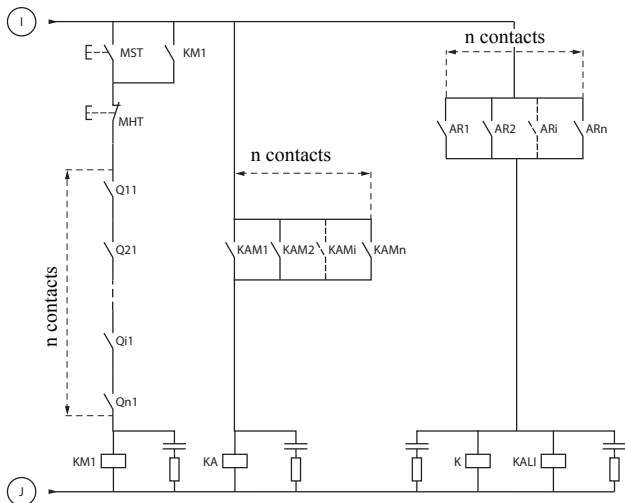 I
MST
KM1
n contacts
MHT
AR1
AR2
ARi
ARn
n contacts
Q11
n contacts
Q21
KAM1
KAM2
KAMi
KAMn
Qi1
Qn1
KM1
KA
K
KALI
J